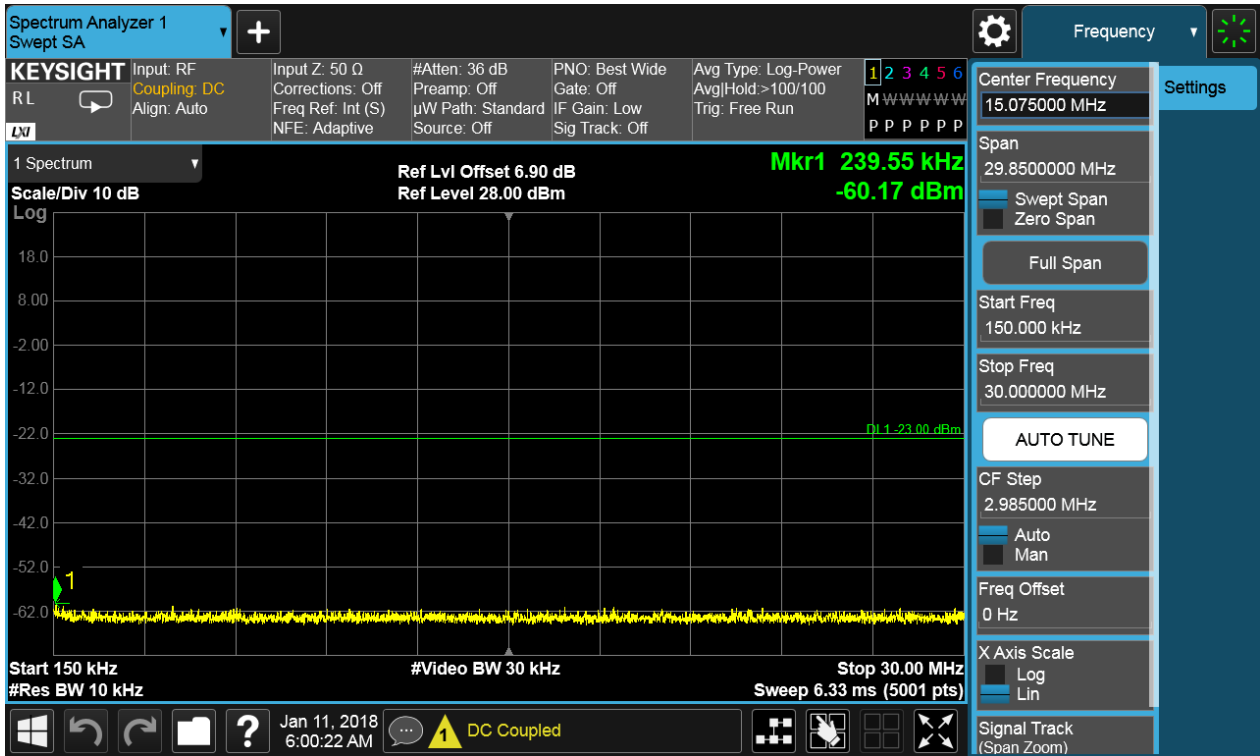 Spectrum Analyzer 1
Swept SA
Frequency
KEYSIGHT
RL
LXI
Input: RF
Coupling: DC
Align: Auto
Input Z: 50 Ω
Corrections: Off
Freq Ref: Int (S)
NFE: Adaptive
#Atten: 36 dB
Preamp: Off
µW Path: Standard
Source: Off
PNO: Best Wide
Gate: Off
IF Gain: Low
Sig Track: Off
Avg Type: Log-Power
Avg|Hold:>100/100
Trig: Free Run
1 2 3 4 5 6
M W W W W W
P P P P P P
1 Spectrum
Scale/Div 10 dB
Log
Ref Lvl Offset 6.90 dB
Ref Level 28.00 dBm
Mkr1 239.55 kHz
-60.17 dBm
18.0
8.00
-2.00
-12.0
-22.0
DL1 -23.00 dBm
-32.0
-42.0
-52.0
1
-62.0
Start 150 kHz
#Video BW 30 kHz
Stop 30.00 MHz
#Res BW 10 kHz
Sweep 6.33 ms (5001 pts)
?
Jan 11, 2018
6:00:22 AM
1
DC Coupled
Center Frequency
15.075000 MHz
Settings
Span
29.8500000 MHz
Swept Span
Zero Span
Full Span
Start Freq
150.000 kHz
Stop Freq
30.000000 MHz
AUTO TUNE
CF Step
2.985000 MHz
Auto
Man
Freq Offset
0 Hz
X Axis Scale
Log
Lin
Signal Track
(Span Zoom)